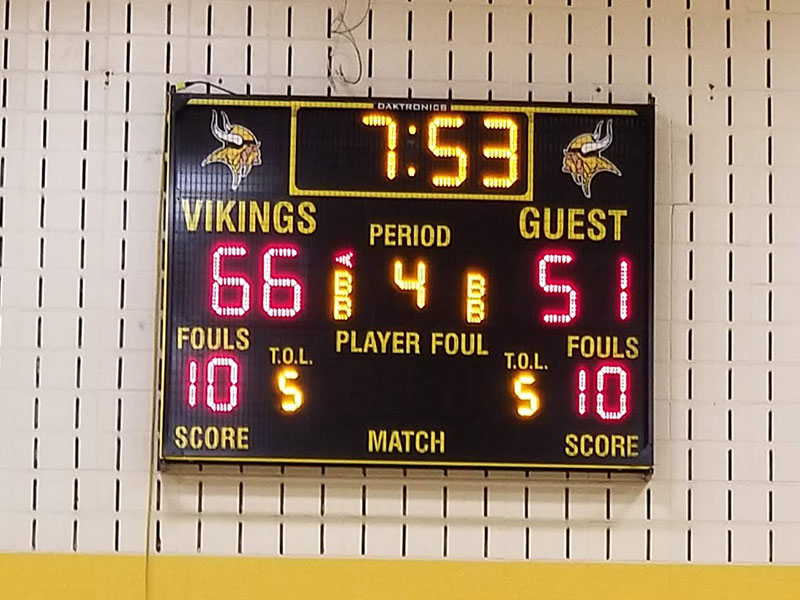 DAKTRONICS
7:53
VIKINGS PERIOD GUEST
66 B B 4 B B 51
FOULS PLAYER FOUL FOULS
10 T.O.L. 5 T.O.L. 5 10
SCORE MATCH SCORE